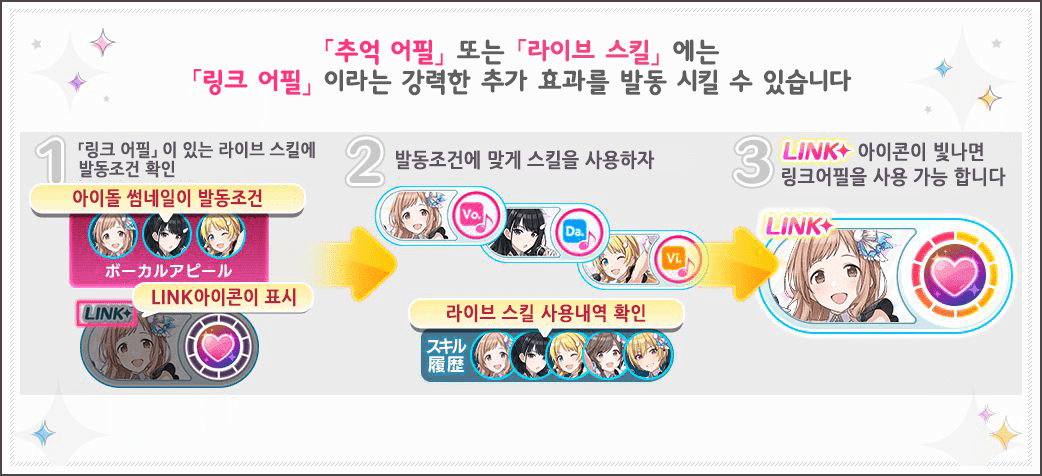 「추억 어필」 또는 「라이브 스킬」 에는
「링크 어필」 이라는 강력한 추가 효과를 발동 시킬 수 있습니다
1 「링크 어필」이 있는 라이브 스킬에
발동조건 확인
아이돌 썸네일이 발동조건
ボーカルアピール
LINK아이콘이 표시
LINK
2 발동조건에 맞게 스킬을 사용하자
Vo.
Da.
Vi.
라이브 스킬 사용내역 확인
スキル
履歴
3 LINK 아이콘이 빛나면
링크어필을 사용 가능 합니다
LINK